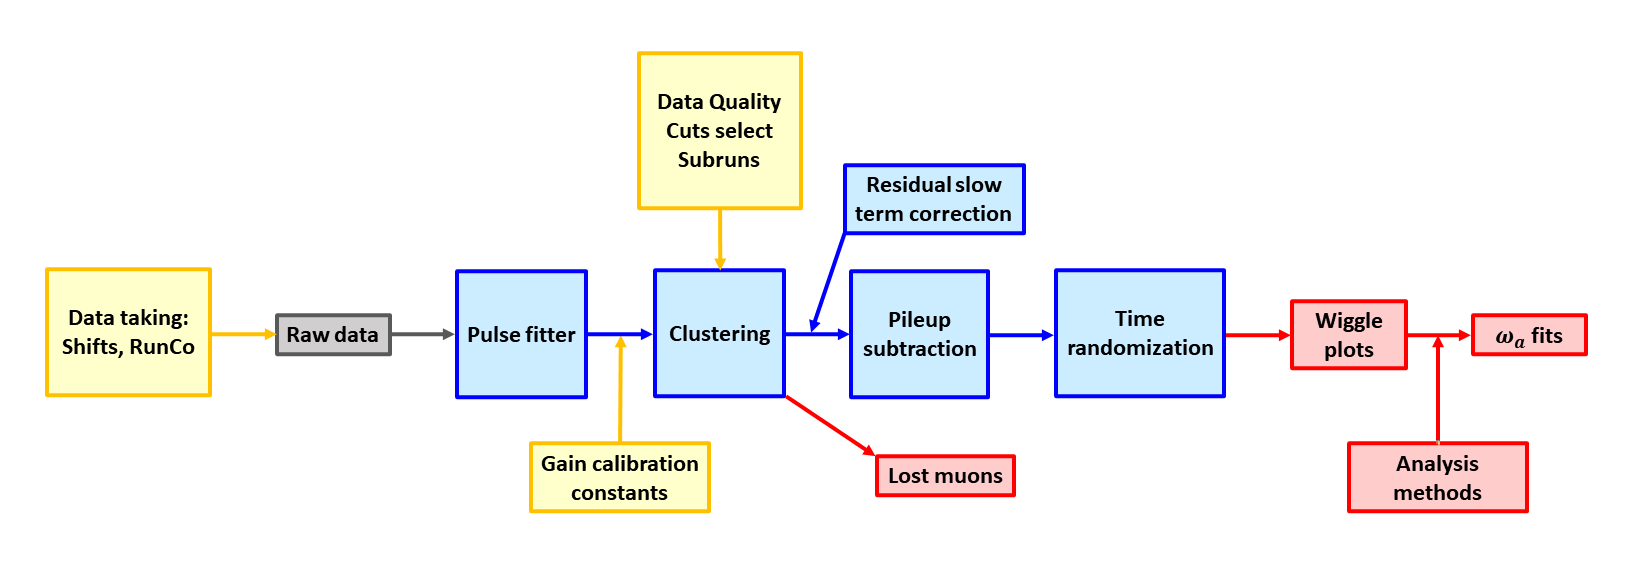 Data Quality
Cuts select
Subruns
Residual slow
term correction
Data taking:
Shifts, RunCo
Raw data
Pulse fitter
Clustering
Pileup
subtraction
Time
randomization
Wiggle
plots
ωₐ fits
Gain calibration
constants
Lost muons
Analysis
methods